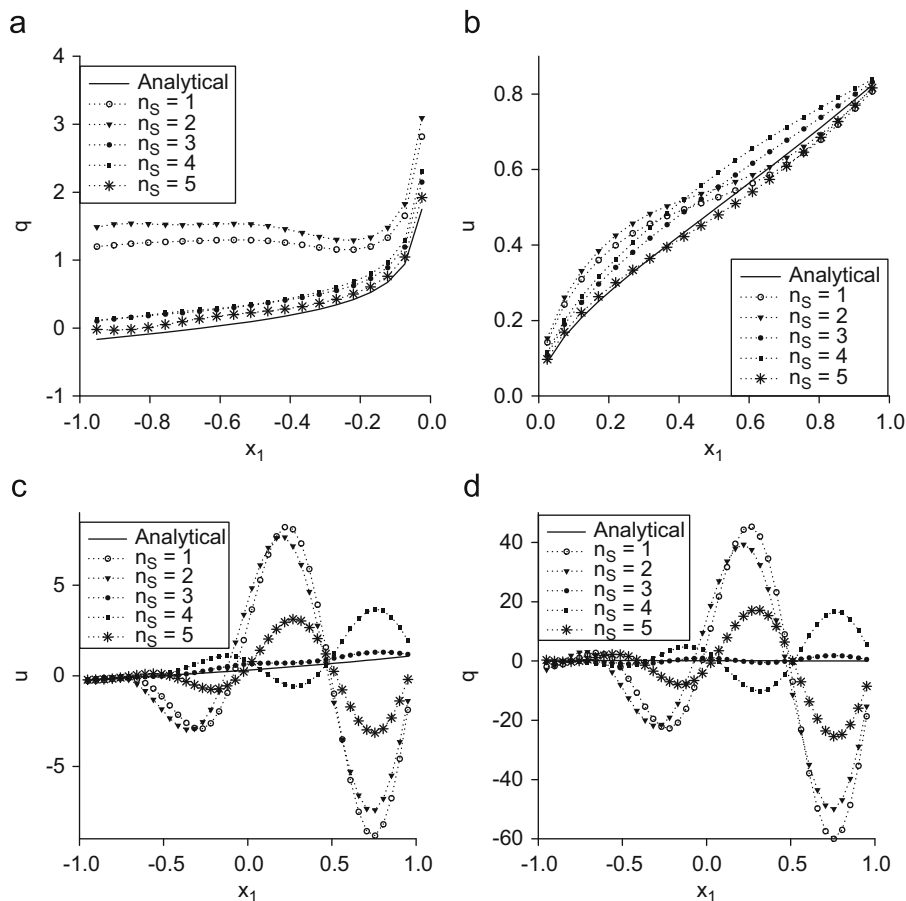 a
4
3
2
1
0
-1
q
-1.0 -0.8 -0.6 -0.4 -0.2 0.0
x1
Analytical
nS = 1
nS = 2
nS = 3
nS = 4
nS = 5
b
0.8
0.6
0.4
0.2
0.0
u
0.0 0.2 0.4 0.6 0.8 1.0
x1
Analytical
nS = 1
nS = 2
nS = 3
nS = 4
nS = 5
c
5
0
-5
u
-1.0 -0.5 0.0 0.5 1.0
x1
Analytical
nS = 1
nS = 2
nS = 3
nS = 4
nS = 5
d
40
20
0
-20
-40
-60
q
-1.0 -0.5 0.0 0.5 1.0
x1
Analytical
nS = 1
nS = 2
nS = 3
nS = 4
nS = 5